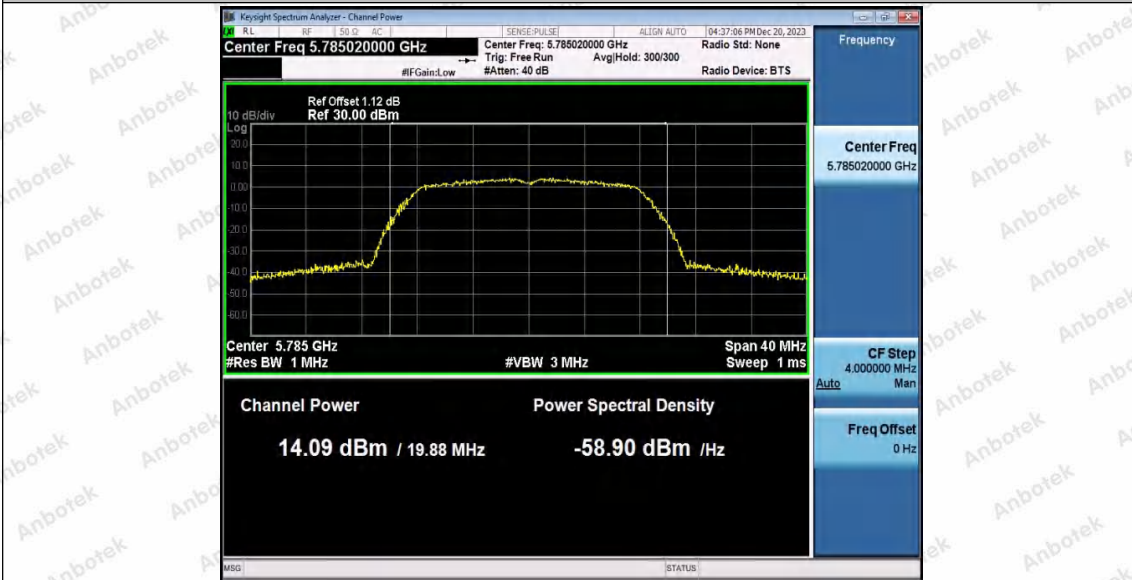 Keysight Spectrum Analyzer - Channel Power
RL RF 50 Ω AC SENSE:PULSE ALIGN AUTO 04:37:06 PM Dec 20, 2023
Center Freq 5.785020000 GHz
Center Freq: 5.785020000 GHz Radio Std: None
Trig: Free Run Avg|Hold: 300/300
#IFGain:Low #Atten: 40 dB Radio Device: BTS
Frequency
Ref Offset 1.12 dB
10 dB/div Ref 30.00 dBm
Log
20.0
10.0
0.00
-10.0
-20.0
-30.0
-40.0
-50.0
-60.0
Center 5.785 GHz Span 40 MHz
#Res BW 1 MHz #VBW 3 MHz Sweep 1 ms
Channel Power Power Spectral Density
14.09 dBm / 19.88 MHz -58.90 dBm /Hz
Center Freq
5.785020000 GHz
CF Step
4.000000 MHz
Auto Man
Freq Offset
0 Hz
MSG STATUS
Anbotek